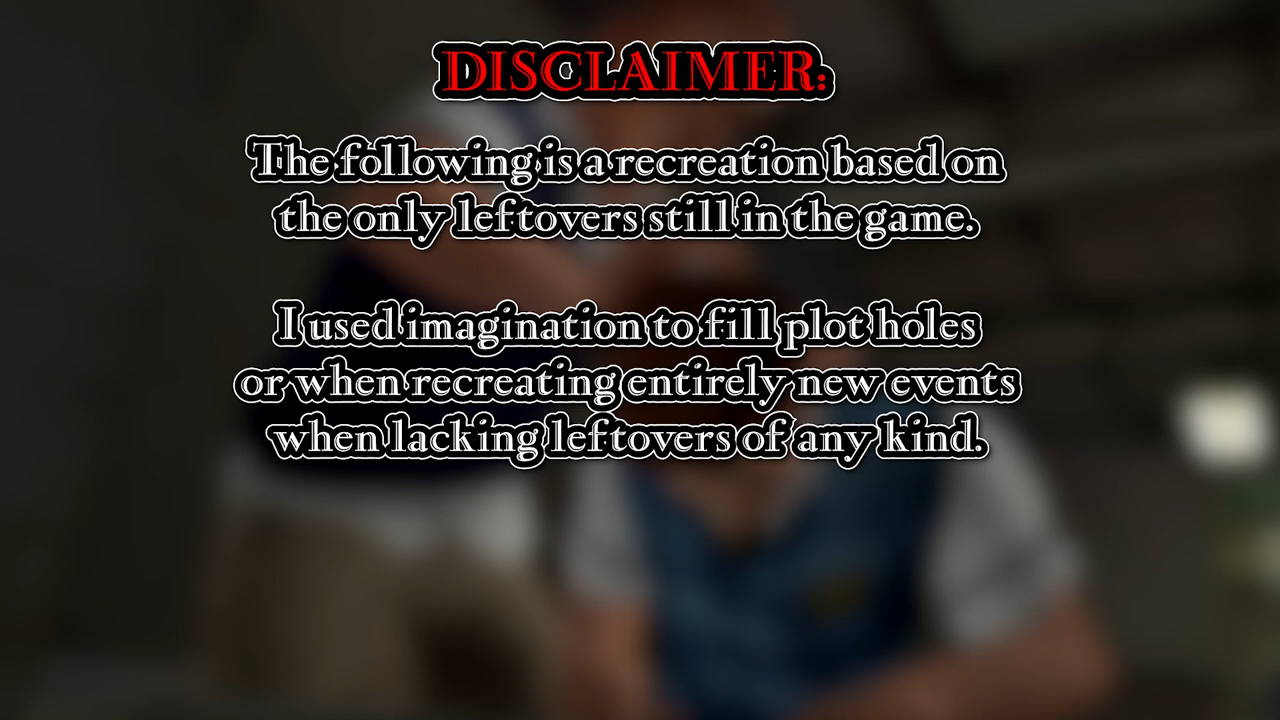 DISCLAIMER:
The following is a recreation based on
the only leftovers still in the game.
I used imagination to fill plot holes
or when recreating entirely new events
when lacking leftovers of any kind.